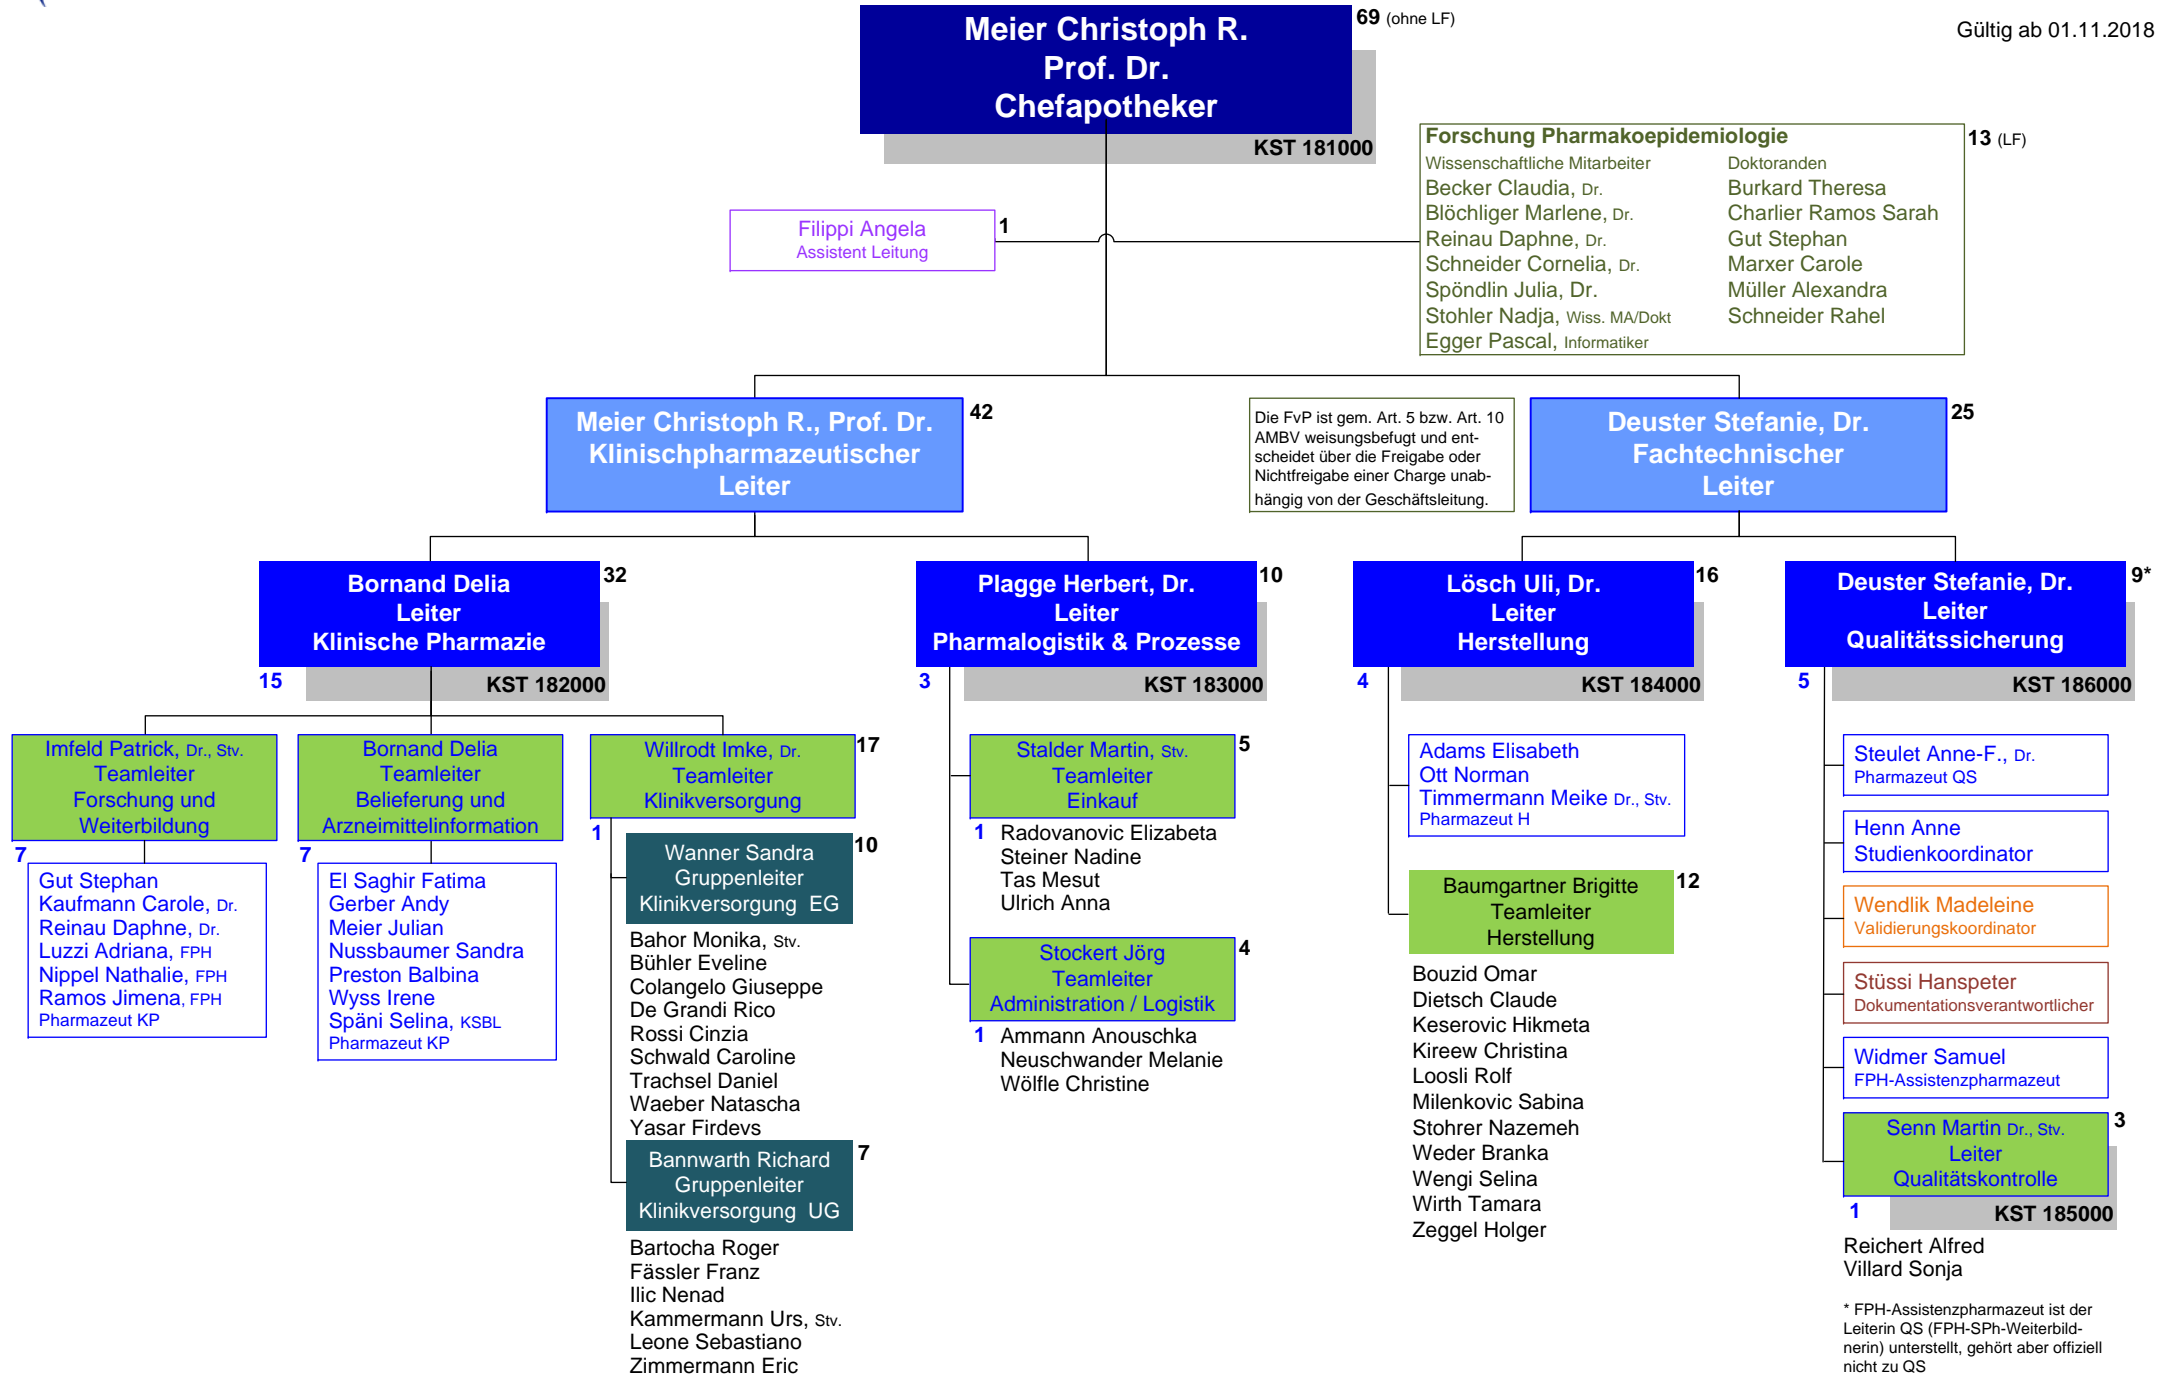 Meier Christoph R.
Prof. Dr.
Chefapotheker
69 (ohne LF)
KST 181000
Gültig ab 01.11.2018
Forschung Pharmakoepidemiologie
13 (LF)
Wissenschaftliche Mitarbeiter
Becker Claudia, Dr.
Blöchliger Marlene, Dr.
Reinau Daphne, Dr.
Schneider Cornelia, Dr.
Spöndlin Julia, Dr.
Stohler Nadja, Wiss. MA/Dokt
Egger Pascal, Informatiker
Doktoranden
Burkard Theresa
Charlier Ramos Sarah
Gut Stephan
Marxer Carole
Müller Alexandra
Schneider Rahel
Filippi Angela
Assistent Leitung
1
Meier Christoph R., Prof. Dr.
Klinischpharmazeutischer
Leiter
42
Die FvP ist gem. Art. 5 bzw. Art. 10
AMBV weisungsbefugt und ent-
scheidet über die Freigabe oder
Nichtfreigabe einer Charge unab-
hängig von der Geschäftsleitung.
Deuster Stefanie, Dr.
Fachtechnischer
Leiter
25
Bornand Delia
Leiter
Klinische Pharmazie
32
15
KST 182000
Plagge Herbert, Dr.
Leiter
Pharmalogistik & Prozesse
10
3
KST 183000
Lösch Uli, Dr.
Leiter
Herstellung
16
4
KST 184000
Deuster Stefanie, Dr.
Leiter
Qualitätssicherung
9*
5
KST 186000
Imfeld Patrick, Dr., Stv.
Teamleiter
Forschung und
Weiterbildung
7
Gut Stephan
Kaufmann Carole, Dr.
Reinau Daphne, Dr.
Luzzi Adriana, FPH
Nippel Nathalie, FPH
Ramos Jimena, FPH
Pharmazeut KP
Bornand Delia
Teamleiter
Belieferung und
Arzneimittelinformation
7
El Saghir Fatima
Gerber Andy
Meier Julian
Nussbaumer Sandra
Preston Balbina
Wyss Irene
Späni Selina, KSBL
Pharmazeut KP
Willrodt Imke, Dr.
Teamleiter
Klinikversorgung
17
1
Wanner Sandra
Gruppenleiter
Klinikversorgung EG
10
Bahor Monika, Stv.
Bühler Eveline
Colangelo Giuseppe
De Grandi Rico
Rossi Cinzia
Schwald Caroline
Trachsel Daniel
Waeber Natascha
Yasar Firdevs
Bannwarth Richard
Gruppenleiter
Klinikversorgung UG
7
Bartocha Roger
Fässler Franz
Ilic Nenad
Kammermann Urs, Stv.
Leone Sebastiano
Zimmermann Eric
Stalder Martin, Stv.
Teamleiter
Einkauf
5
1
Radovanovic Elizabeta
Steiner Nadine
Tas Mesut
Ulrich Anna
Stockert Jörg
Teamleiter
Administration / Logistik
4
1
Ammann Anouschka
Neuschwander Melanie
Wölfle Christine
Adams Elisabeth
Ott Norman
Timmermann Meike Dr., Stv.
Pharmazeut H
Baumgartner Brigitte
Teamleiter
Herstellung
12
Bouzid Omar
Dietsch Claude
Keserovic Hikmeta
Kireew Christina
Loosli Rolf
Milenkovic Sabina
Stohrer Nazemeh
Weder Branka
Wengi Selina
Wirth Tamara
Zeggel Holger
Steulet Anne-F., Dr.
Pharmazeut QS
Henn Anne
Studienkoordinator
Wendlik Madeleine
Validierungskoordinator
Stüssi Hanspeter
Dokumentationsverantwortlicher
Widmer Samuel
FPH-Assistenzpharmazeut
Senn Martin Dr., Stv.
Leiter
Qualitätskontrolle
3
1
KST 185000
Reichert Alfred
Villard Sonja
* FPH-Assistenzpharmazeut ist der
Leiterin QS (FPH-SPh-Weiterbild-
nerin) unterstellt, gehört aber offiziell
nicht zu QS